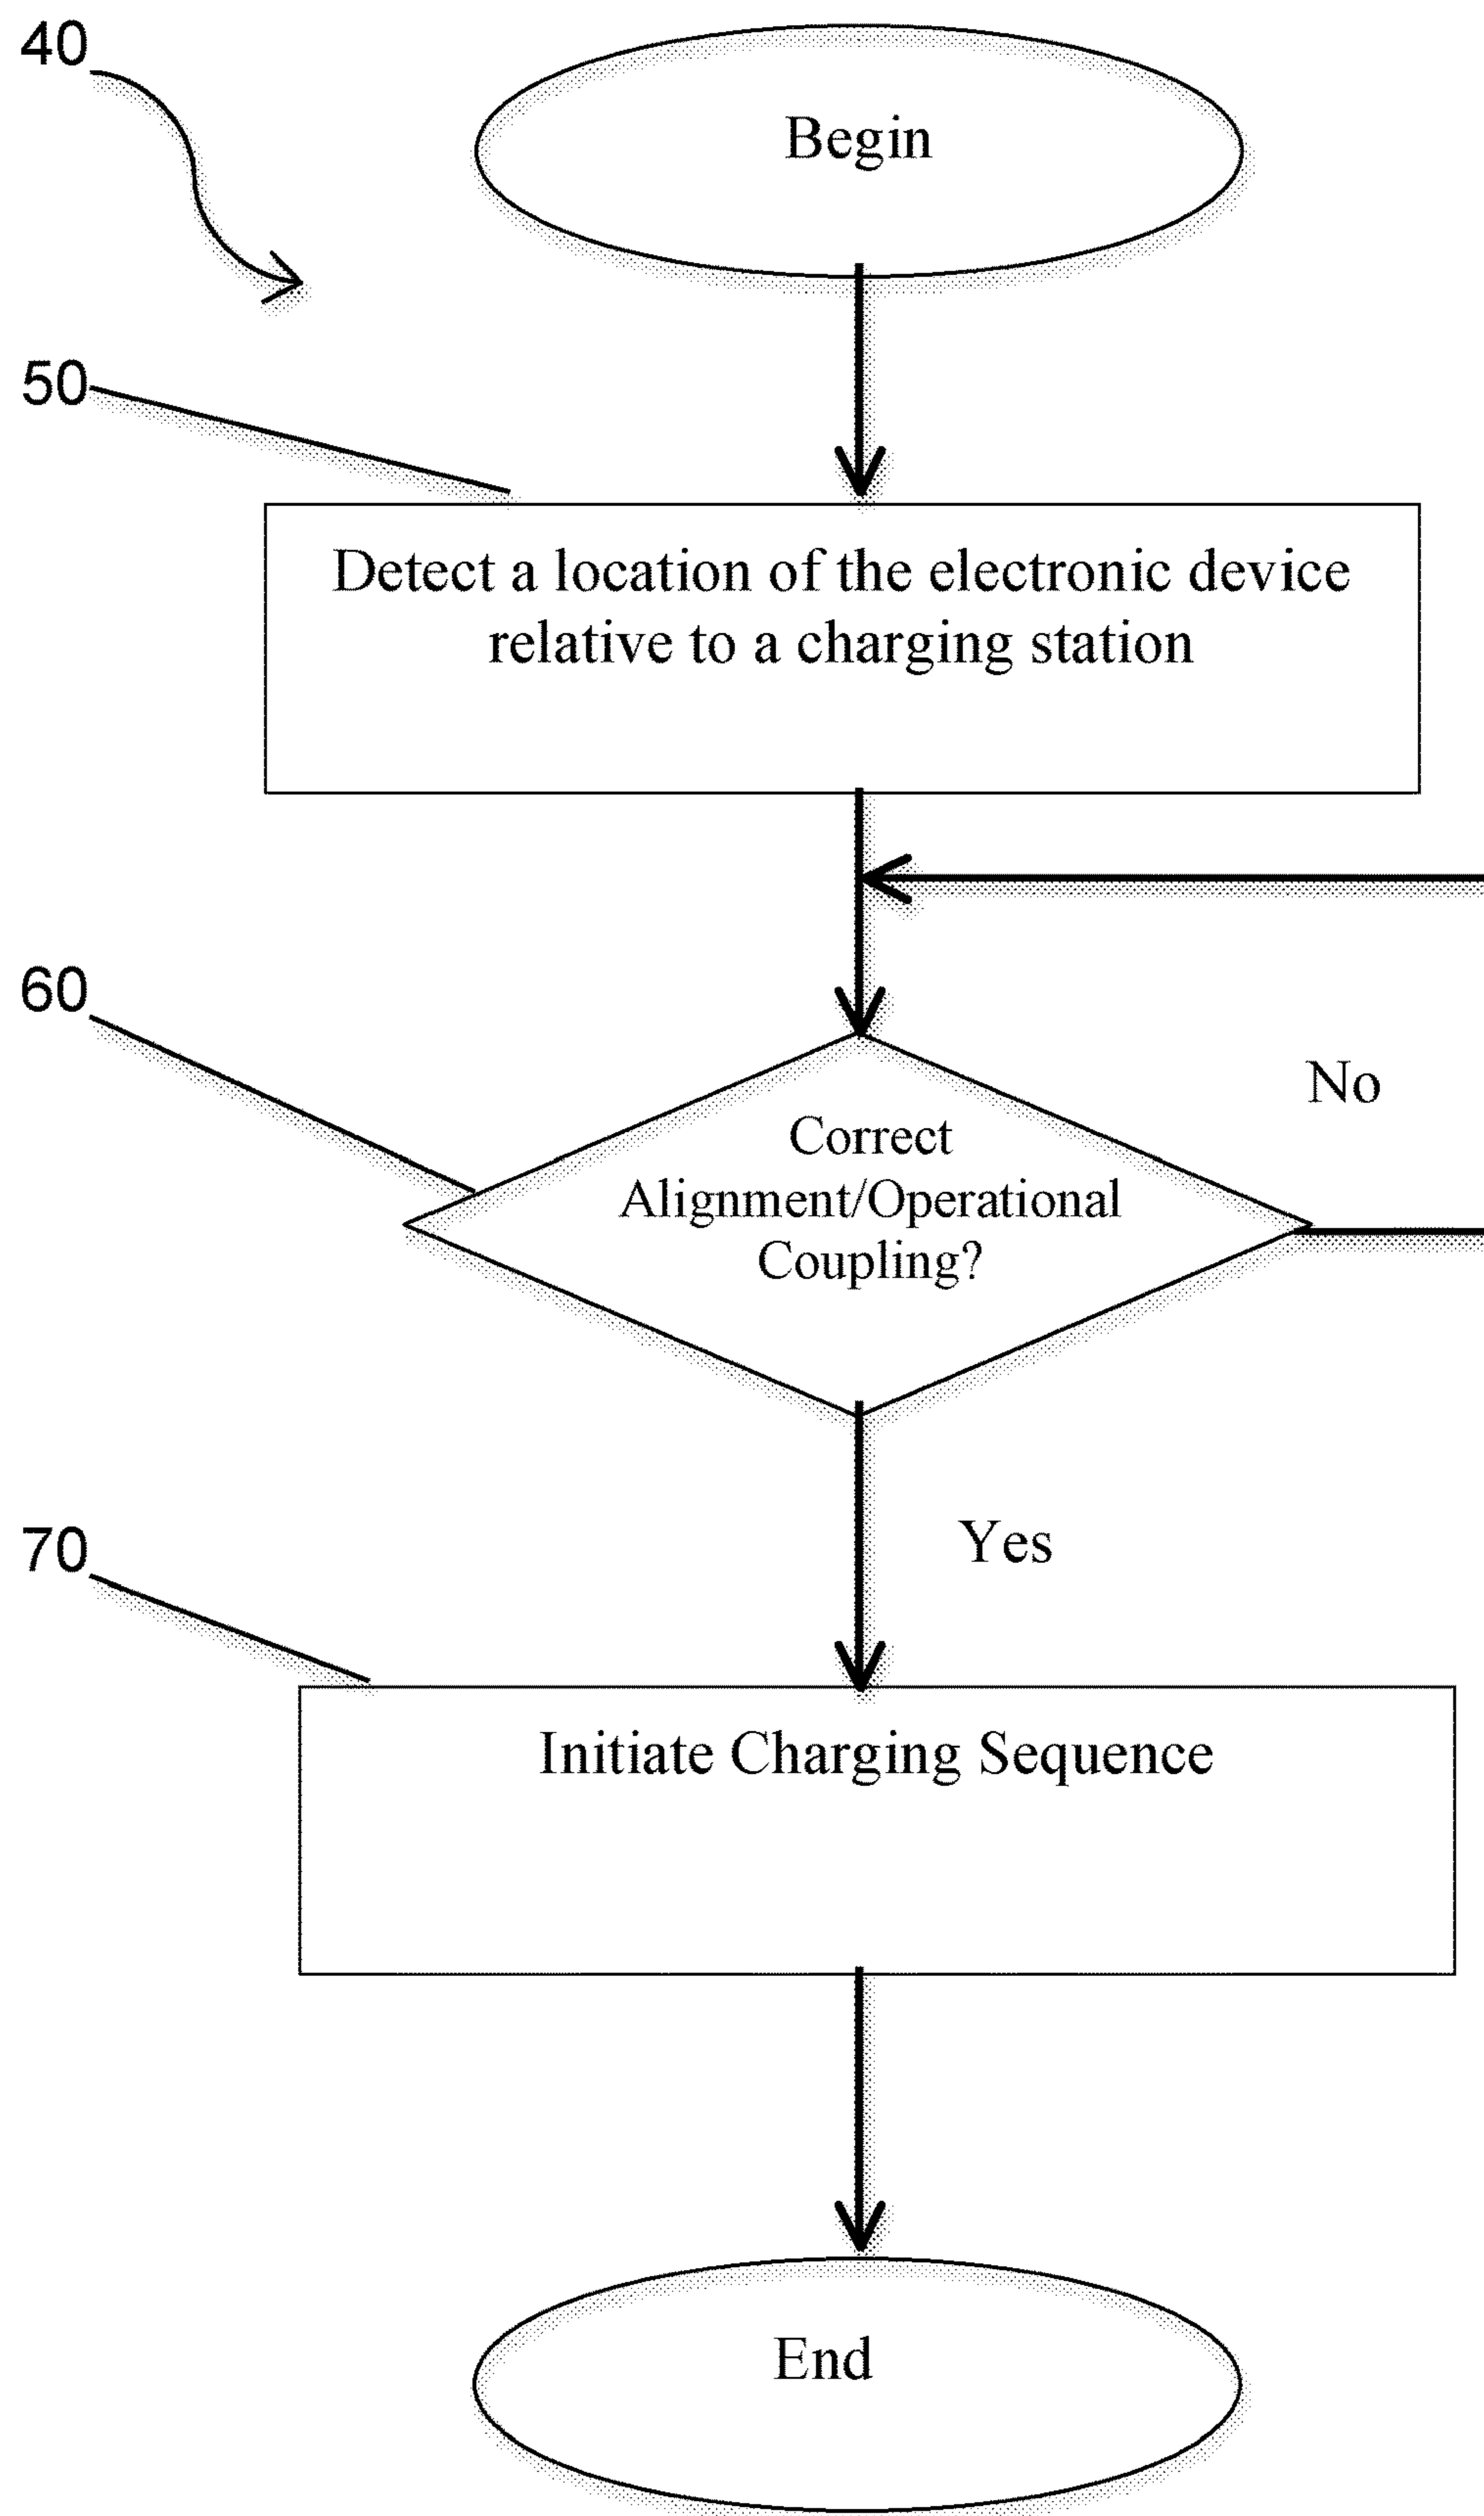 40
Begin
50
Detect a location of the electronic device
relative to a charging station
60
No
Correct
Alignment/Operational
Coupling?
Yes
70
Initiate Charging Sequence
End